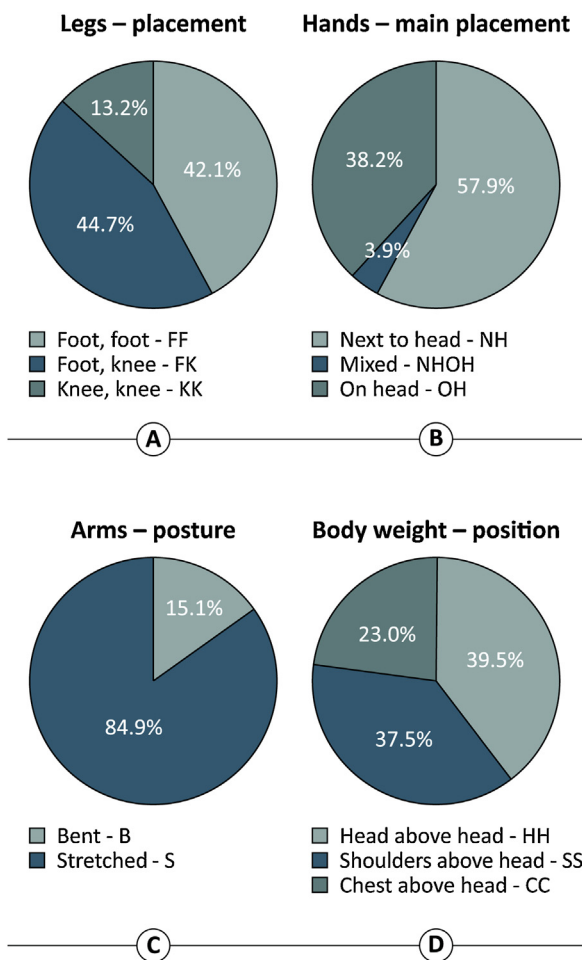 Legs – placement
13.2%
42.1%
44.7%
Foot, foot - FF
Foot, knee - FK
Knee, knee - KK
A
Hands – main placement
38.2%
57.9%
3.9%
Next to head - NH
Mixed - NHOH
On head - OH
B
Arms – posture
15.1%
84.9%
Bent - B
Stretched - S
C
Body weight – position
23.0%
39.5%
37.5%
Head above head - HH
Shoulders above head - SS
Chest above head - CC
D